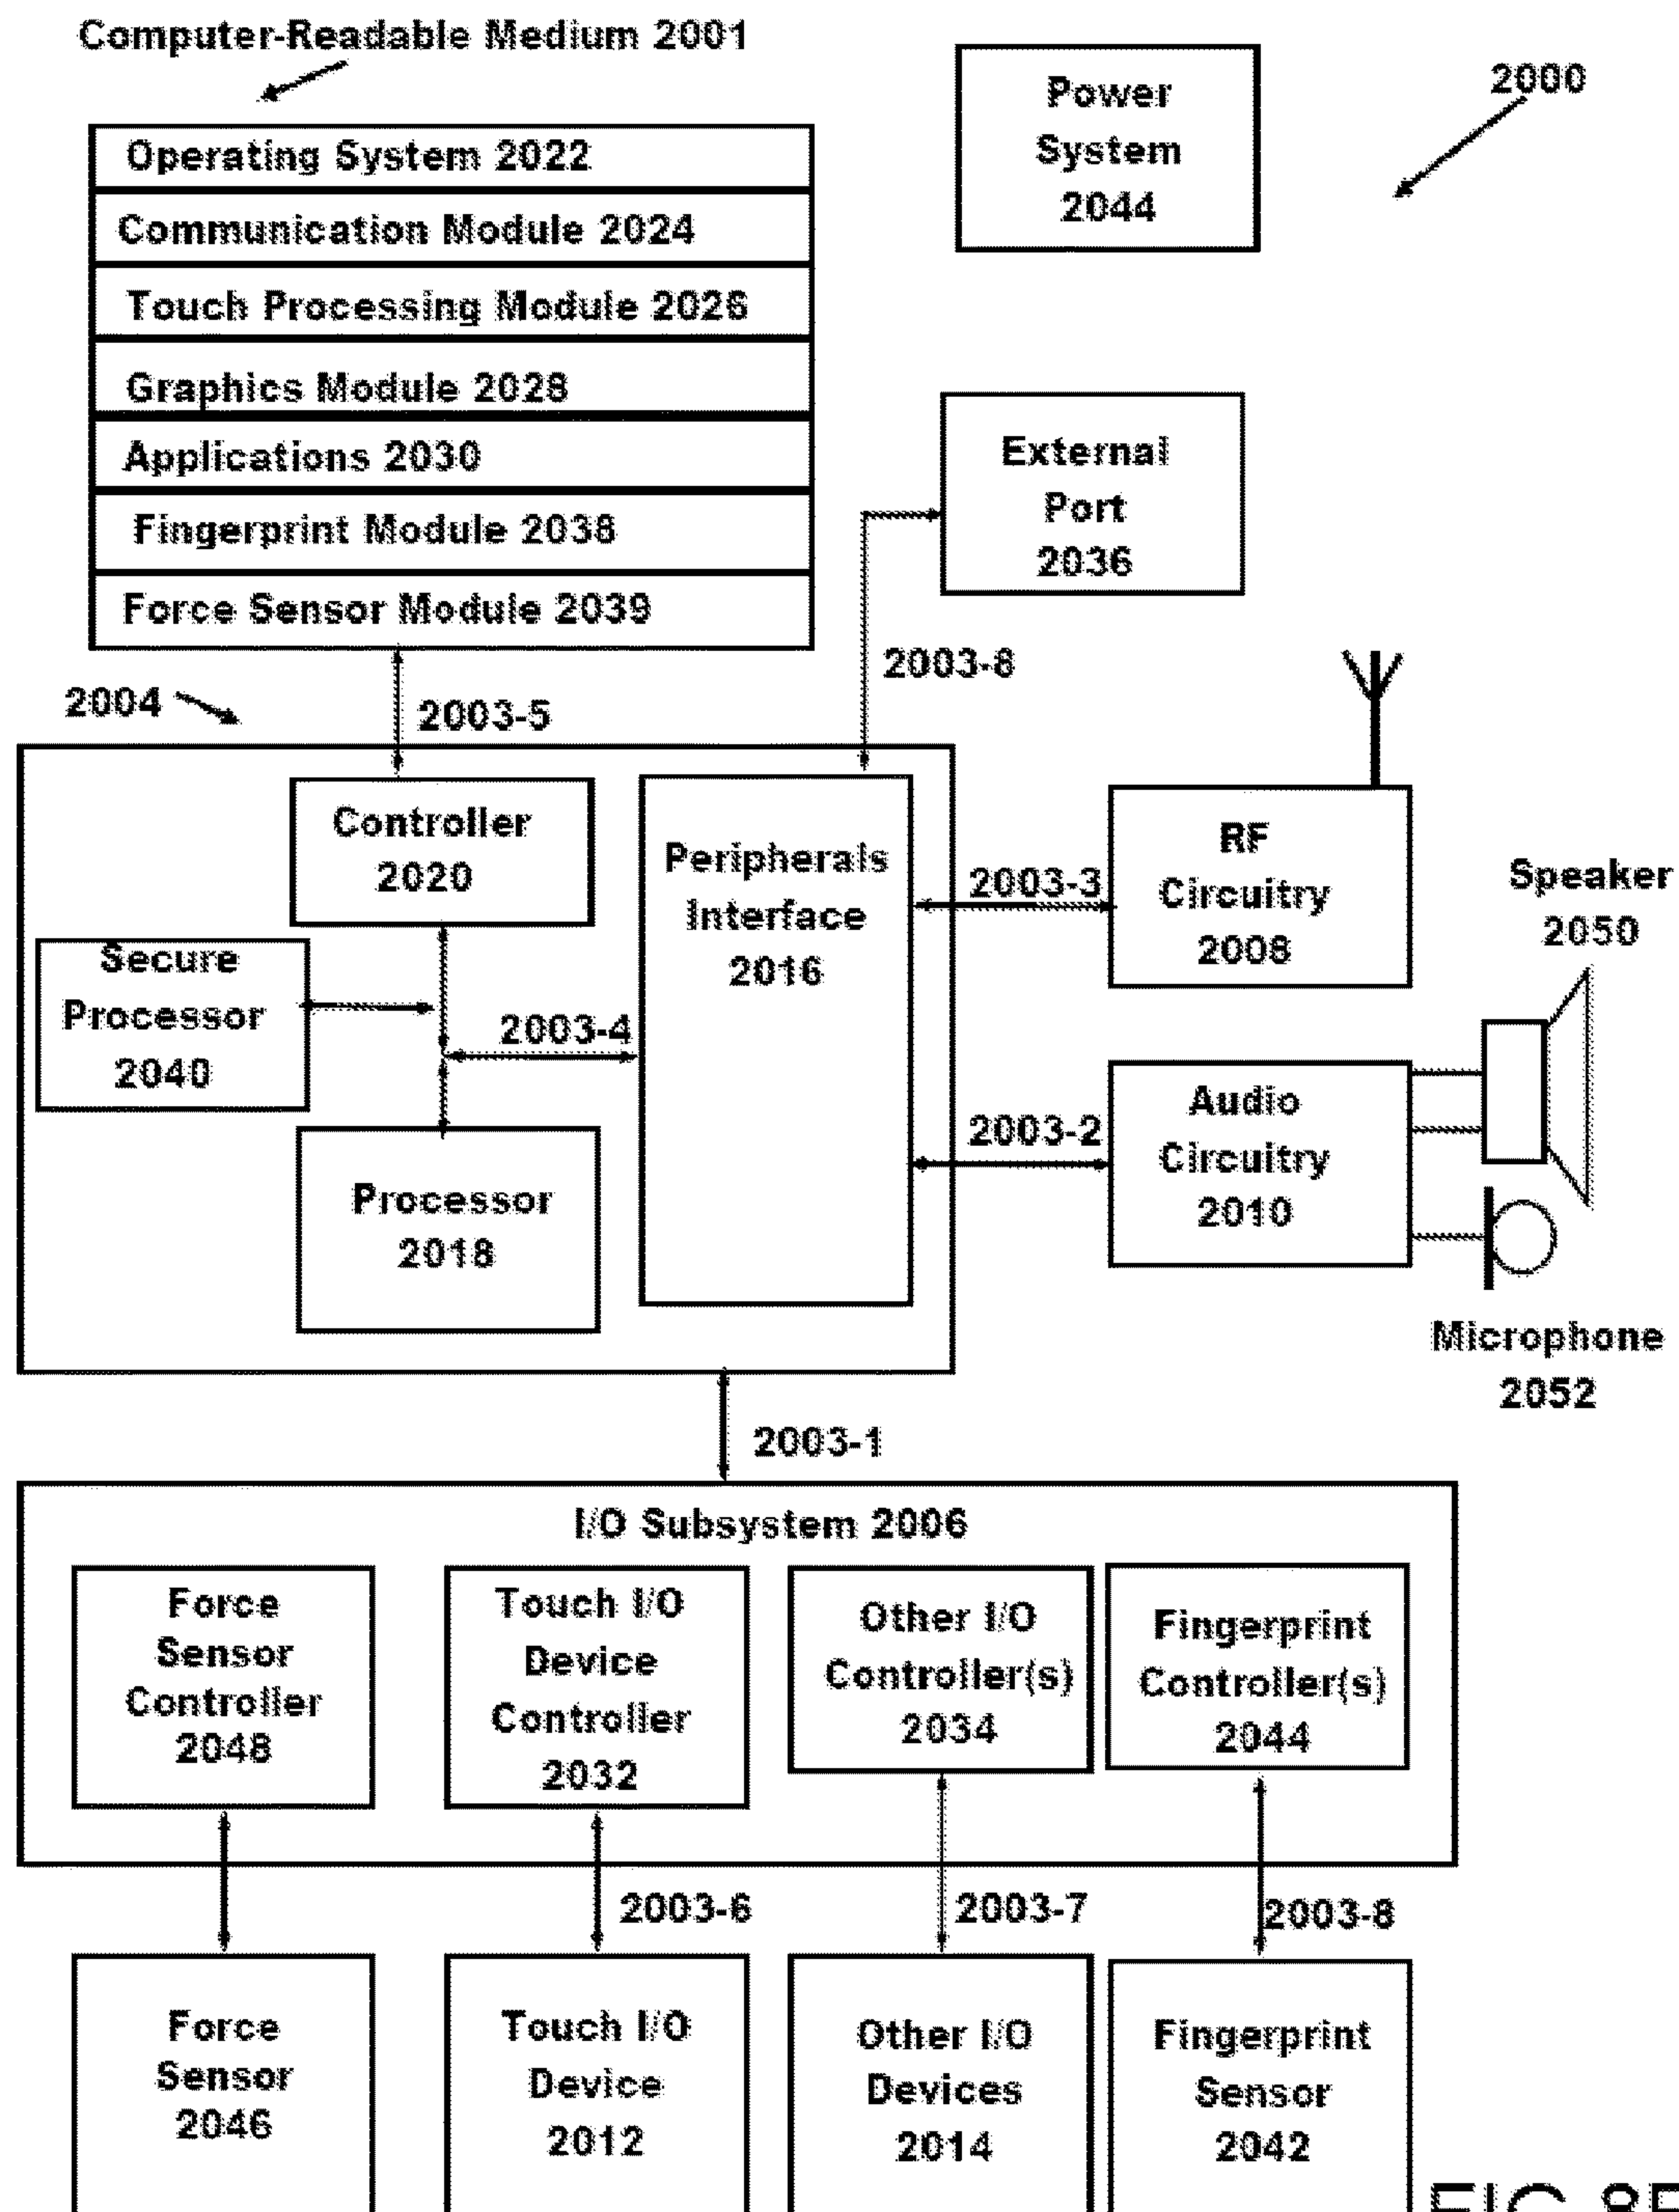 Computer-Readable Medium 2001
Operating System 2022
Communication Module 2024
Touch Processing Module 2026
Graphics Module 2028
Applications 2030
Fingerprint Module 2038
Force Sensor Module 2039
Power
System
2044
2000
External
Port
2036
2003-8
2004
2003-5
Controller
2020
Secure
Processor
2040
2003-4
Processor
2018
Peripherals
Interface
2016
2003-3
RF
Circuitry
2008
Speaker
2050
2003-2
Audio
Circuitry
2010
Microphone
2052
2003-1
I/O Subsystem 2006
Force
Sensor
Controller
2048
Touch I/O
Device
Controller
2032
Other I/O
Controller(s)
2034
Fingerprint
Controller(s)
2044
2003-6
2003-7
2003-8
Force
Sensor
2046
Touch I/O
Device
2012
Other I/O
Devices
2014
Fingerprint
Sensor
2042